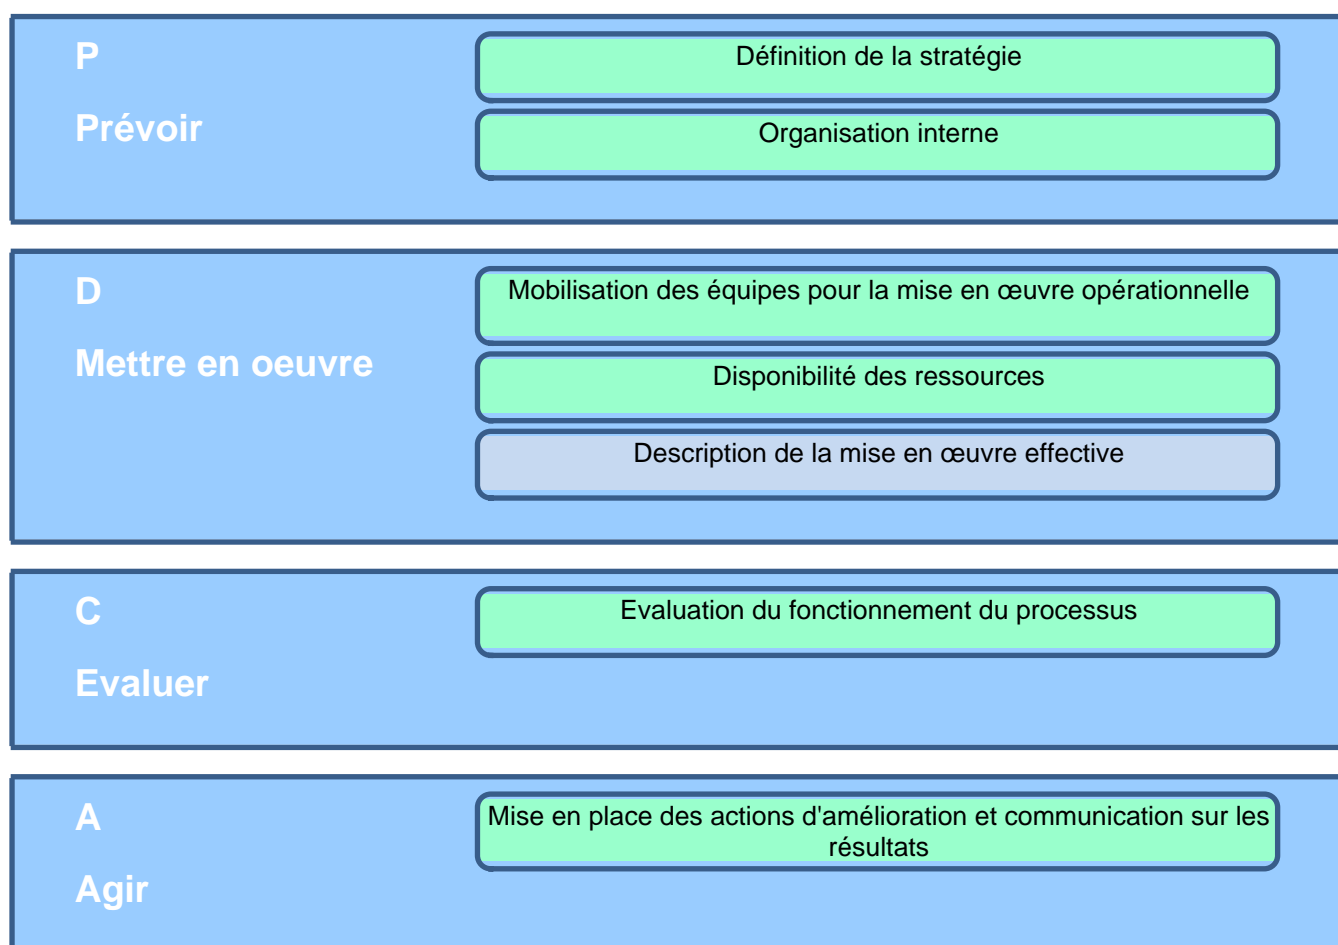 P
Prévoir
Définition de la stratégie
Organisation interne
D
Mettre en oeuvre
Mobilisation des équipes pour la mise en œuvre opérationnelle
Disponibilité des ressources
Description de la mise en œuvre effective
C
Evaluer
Evaluation du fonctionnement du processus
A
Agir
Mise en place des actions d'amélioration et communication sur les
résultats